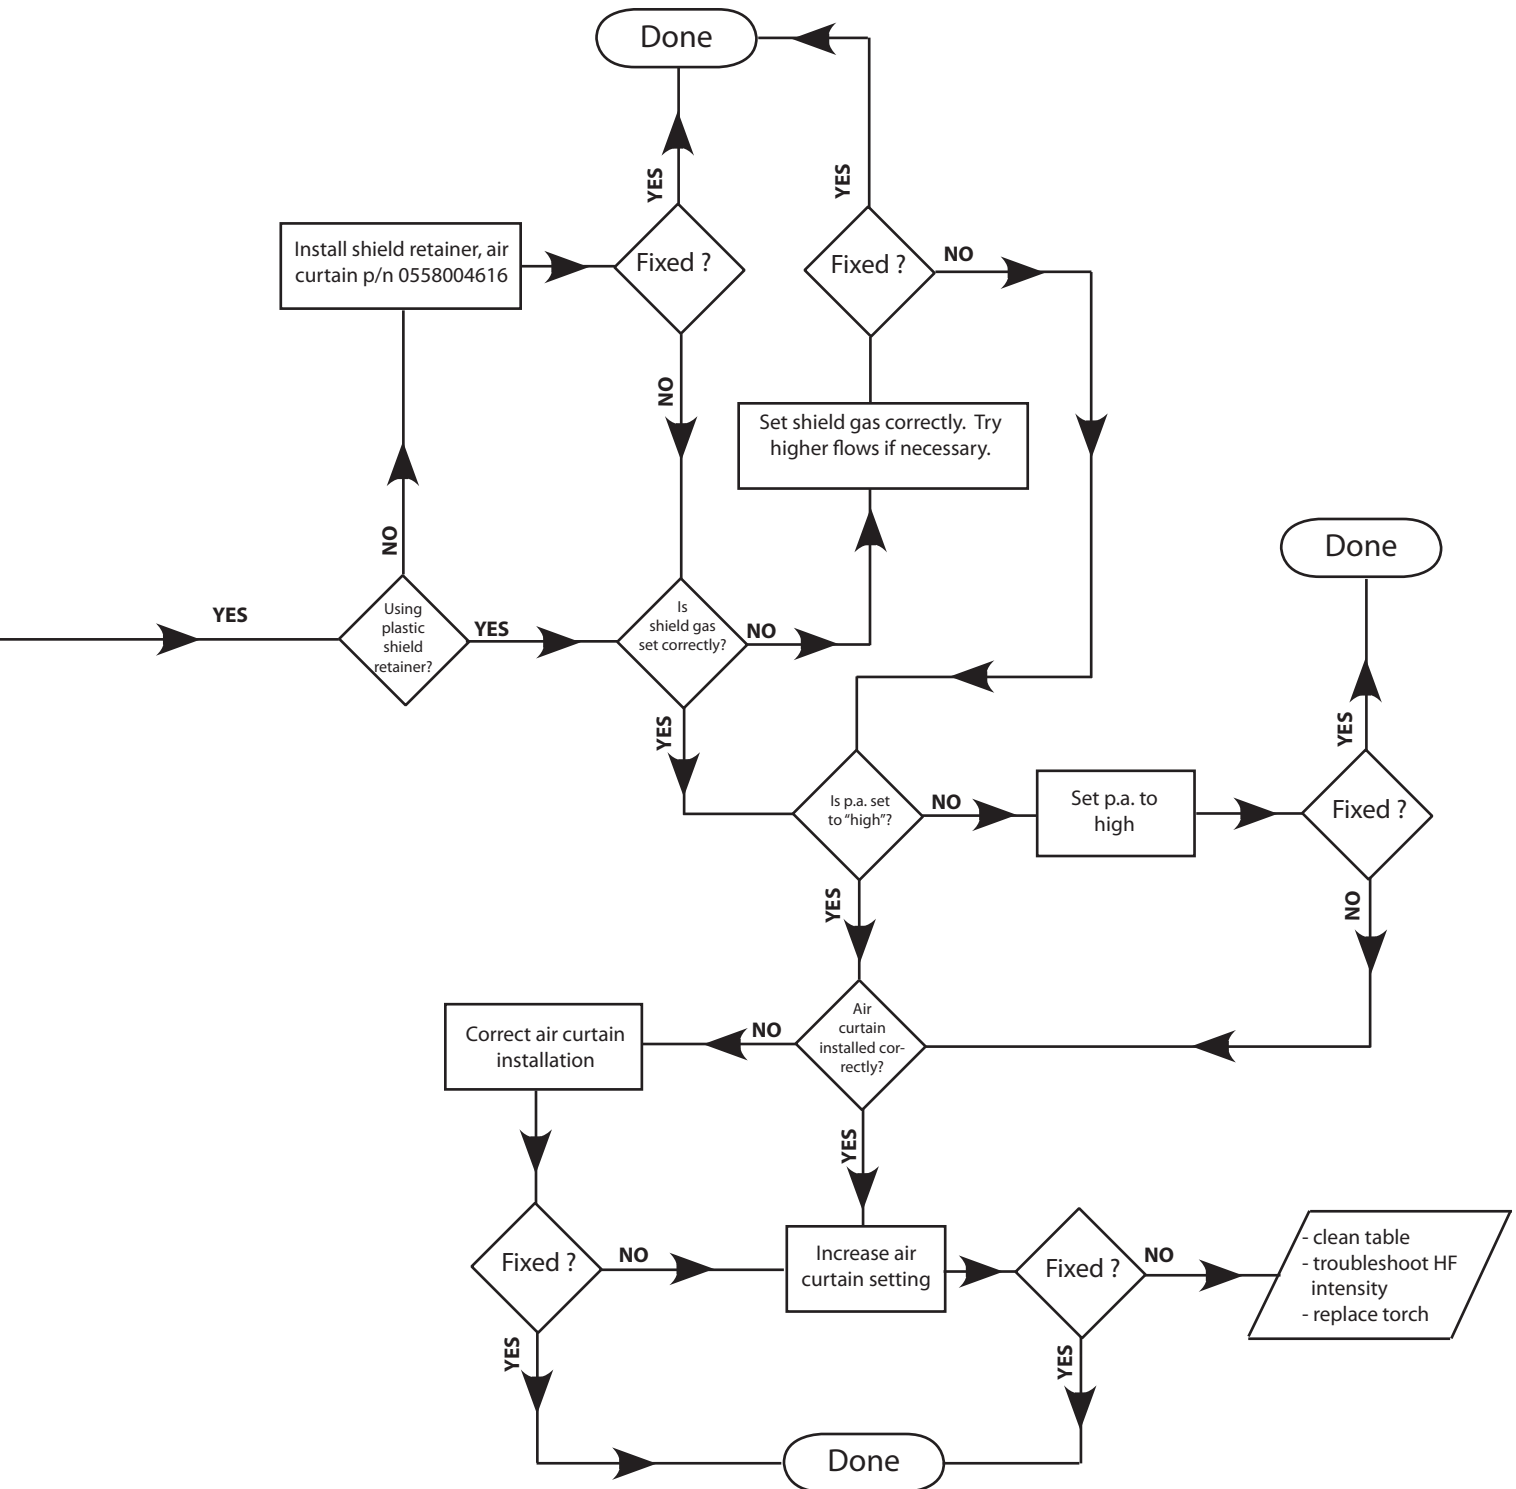 Done
YES
YES
Install shield retainer, air
curtain p/n 0558004616
Fixed ?
Fixed ?
NO
NO
Set shield gas correctly.  Try
higher flows if necessary.
NO
Done
YES
Using
plastic
shield
retainer?
YES
Is
shield gas
set correctly?
NO
YES
YES
Is p.a. set
to “high”?
NO
Set p.a. to
high
Fixed ?
YES
NO
Correct air curtain
installation
NO
Air
curtain
installed cor-
rectly?
YES
Fixed ?
NO
Increase air
curtain setting
Fixed ?
NO
- clean table
- troubleshoot HF
intensity
- replace torch
YES
YES
Done